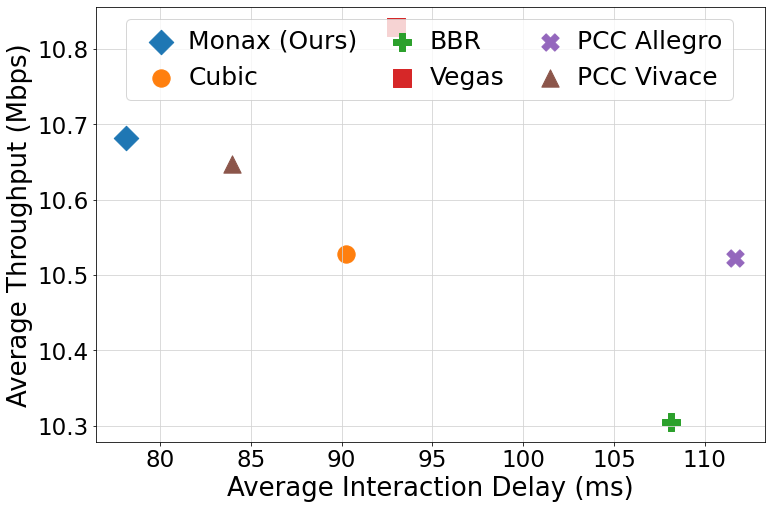 Monax (Ours) BBR PCC Allegro
Cubic Vegas PCC Vivace
10.8
10.7
10.6
10.5
10.4
10.3
Average Throughput (Mbps)
80 85 90 95 100 105 110
Average Interaction Delay (ms)